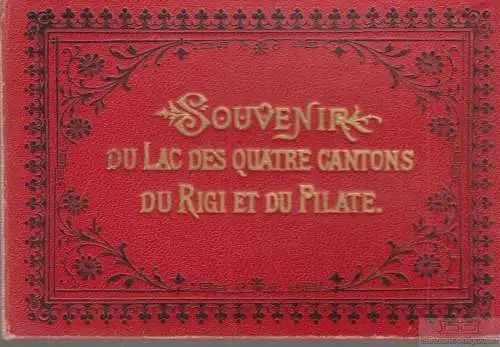 SOUVENIR
DU LAC DES QUATRE CANTONS
DU RIGI ET DU PILATE.